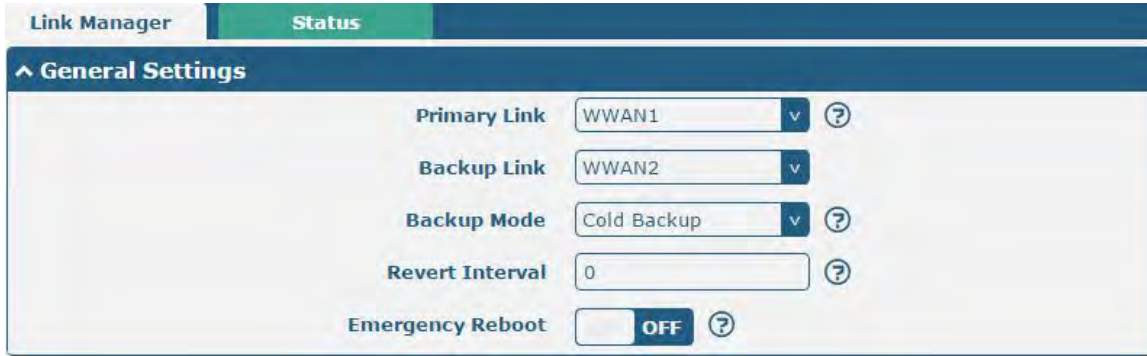 Link Manager Status
General Settings
Primary Link WWAN1 v ?
Backup Link WWAN2 v
Backup Mode Cold Backup v ?
Revert Interval 0 ?
Emergency Reboot OFF ?